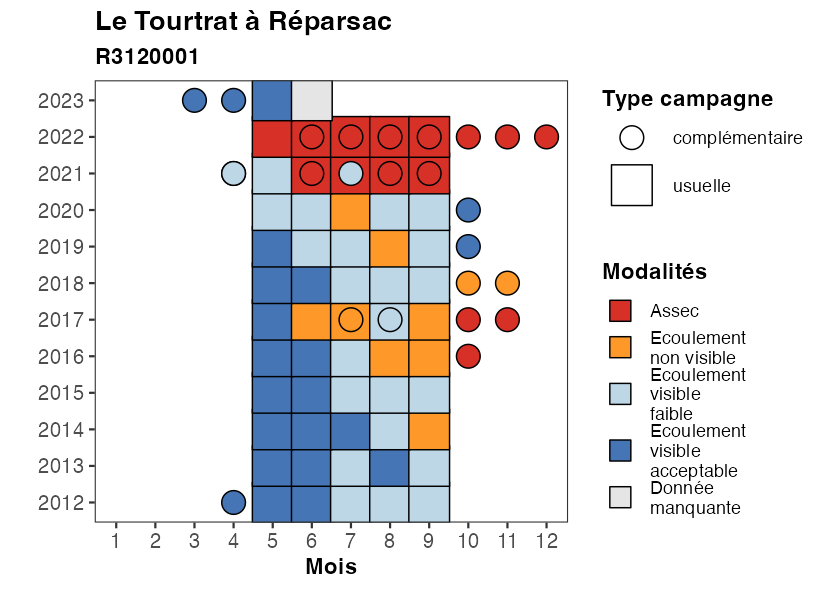 Le Tourtrat à Réparsac
R3120001
2023
2022
2021
2020
2019
2018
2017
2016
2015
2014
2013
2012
1 2 3 4 5 6 7 8 9 10 11 12
Mois
Type campagne
complémentaire
usuelle
Modalités
Assec
Ecoulement
non visible
Ecoulement
visible
faible
Ecoulement
visible
acceptable
Donnée
manquante